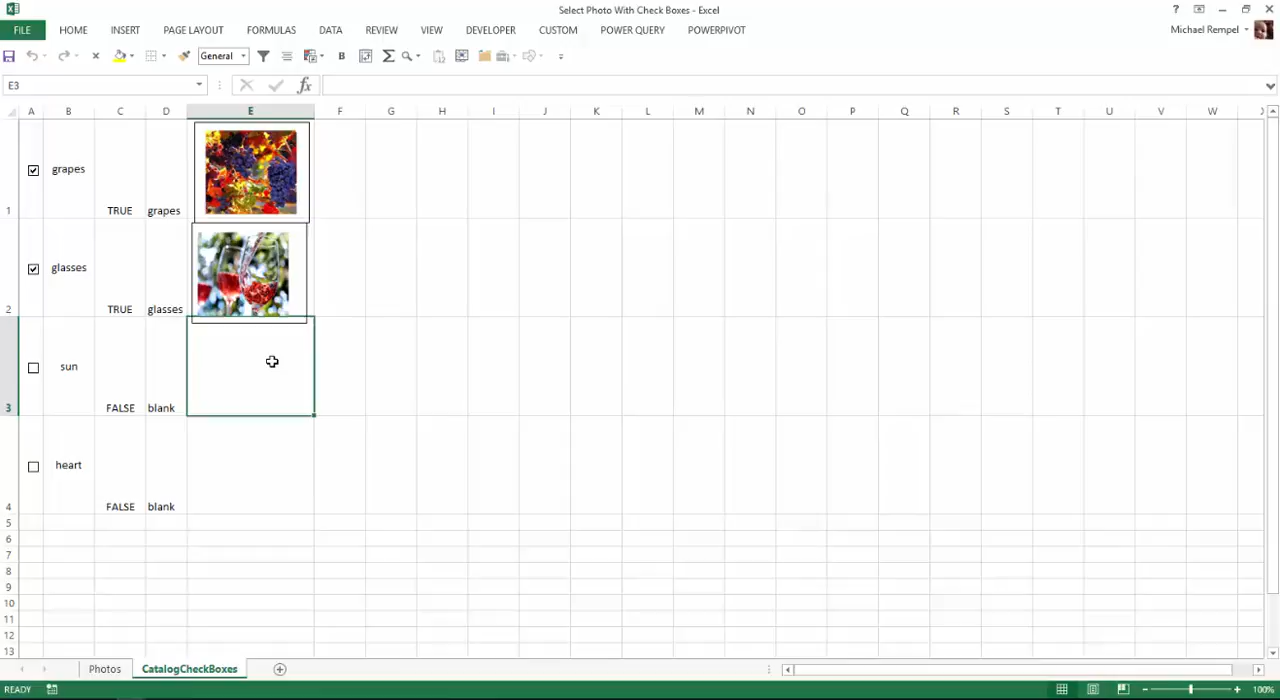 Select Photo With Check Boxes - Excel
FILE HOME INSERT PAGE LAYOUT FORMULAS DATA REVIEW VIEW DEVELOPER CUSTOM POWER QUERY POWERPIVOT Michael Rempel
General
E3 fx
A B C D E F G H I J K L M N O P Q R S T U V W
grapes
1 TRUE grapes
glasses
2 TRUE glasses
sun
3 FALSE blank
heart
4 FALSE blank
5
6
7
8
9
10
11
12
13
Photos CatalogCheckBoxes
READY 100%